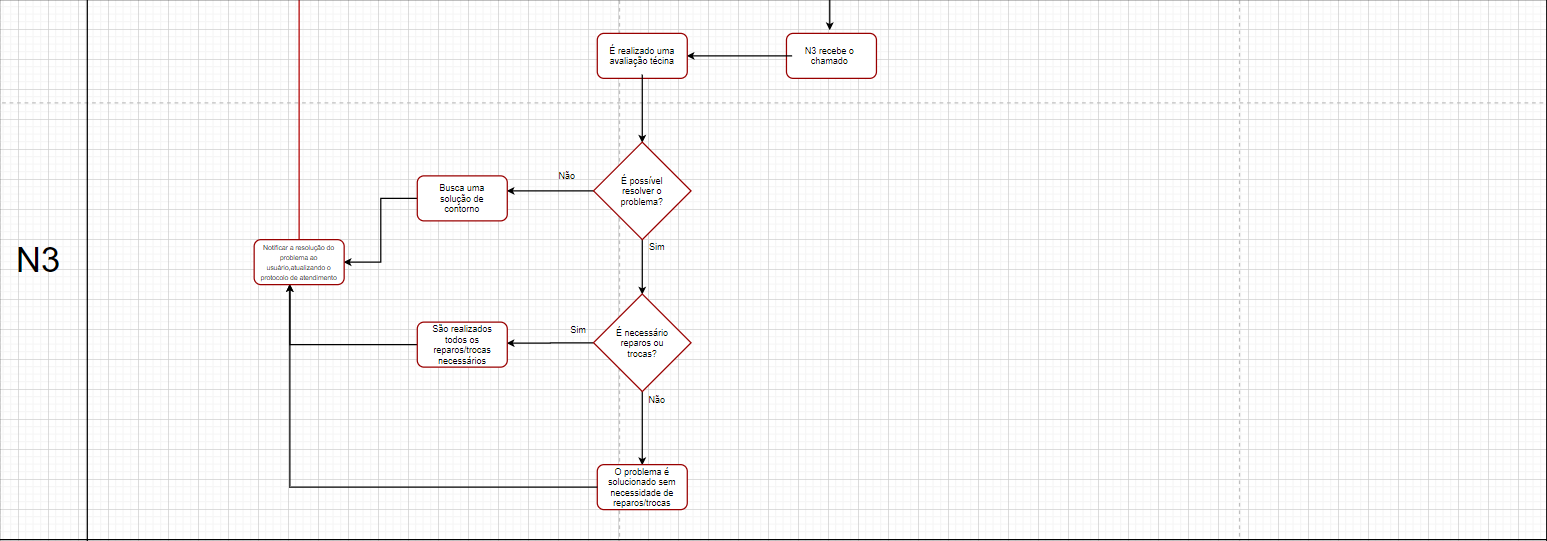 É realizado uma
avaliação técina
N3 recebe o
chamado
É possível
resolver o
problema?
Não
Busca uma
solução de
contorno
Sim
N3
Notificar a resolução do
problema ao
usuário,atualizando o
protocolo de atendimento
É necessário
reparos ou
trocas?
Sim
São realizados
todos os
reparos/trocas
necessários
Não
O problema é
solucionado sem
necessidade de
reparos/trocas